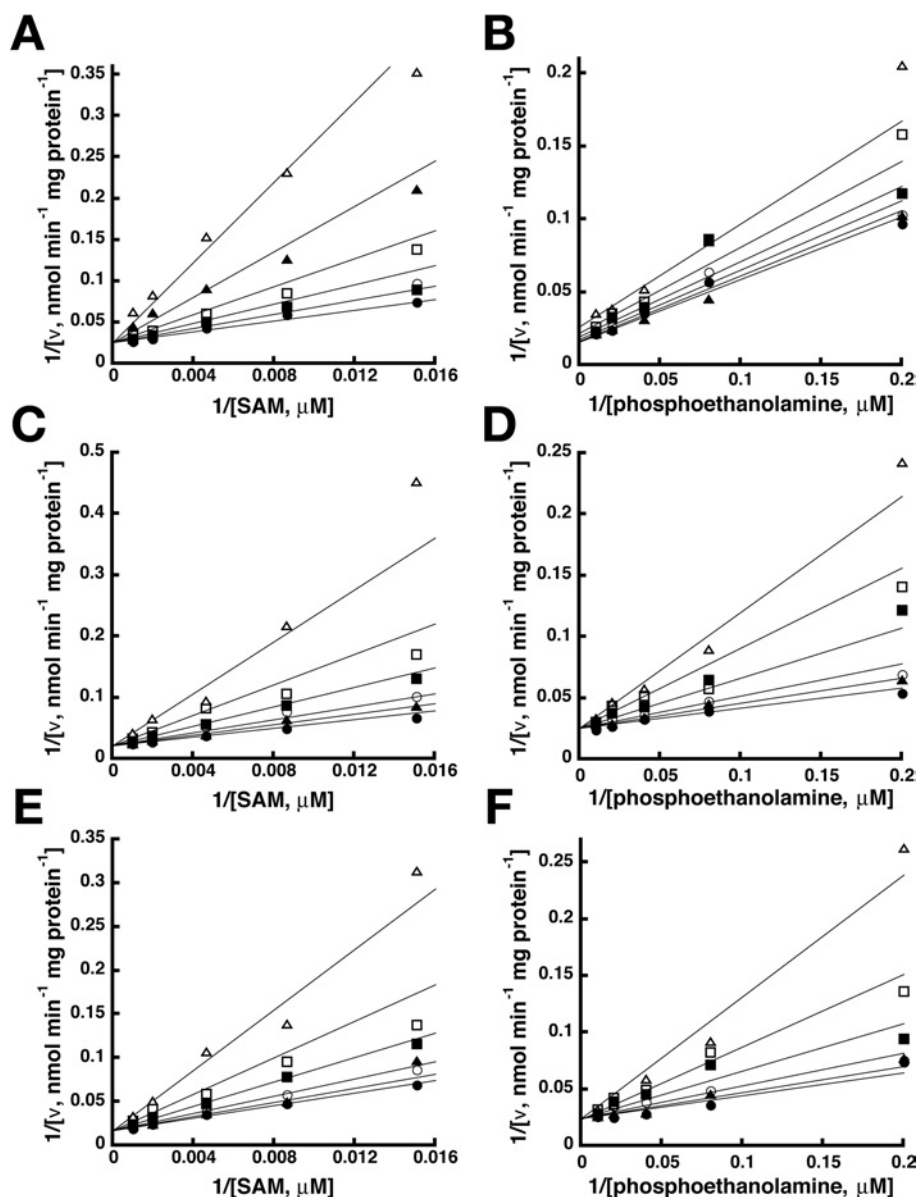 A
1/[v, nmol min-1 mg protein-1]
0.35
0.3
0.25
0.2
0.15
0.1
0.05
0
0 0.004 0.008 0.012 0.016
1/[SAM, μM]
B
1/[v, nmol min-1 mg protein-1]
0.2
0.15
0.1
0.05
0
0 0.05 0.1 0.15 0.2
1/[phosphoethanolamine, μM]
C
1/[v, nmol min-1 mg protein-1]
0.5
0.4
0.3
0.2
0.1
0
0 0.004 0.008 0.012 0.016
1/[SAM, μM]
D
1/[v, nmol min-1 mg protein-1]
0.25
0.2
0.15
0.1
0.05
0
0 0.05 0.1 0.15 0.2
1/[phosphoethanolamine, μM]
E
1/[v, nmol min-1 mg protein-1]
0.35
0.3
0.25
0.2
0.15
0.1
0.05
0
0 0.004 0.008 0.012 0.016
1/[SAM, μM]
F
1/[v, nmol min-1 mg protein-1]
0.25
0.2
0.15
0.1
0.05
0
0 0.05 0.1 0.15 0.2
1/[phosphoethanolamine, μM]